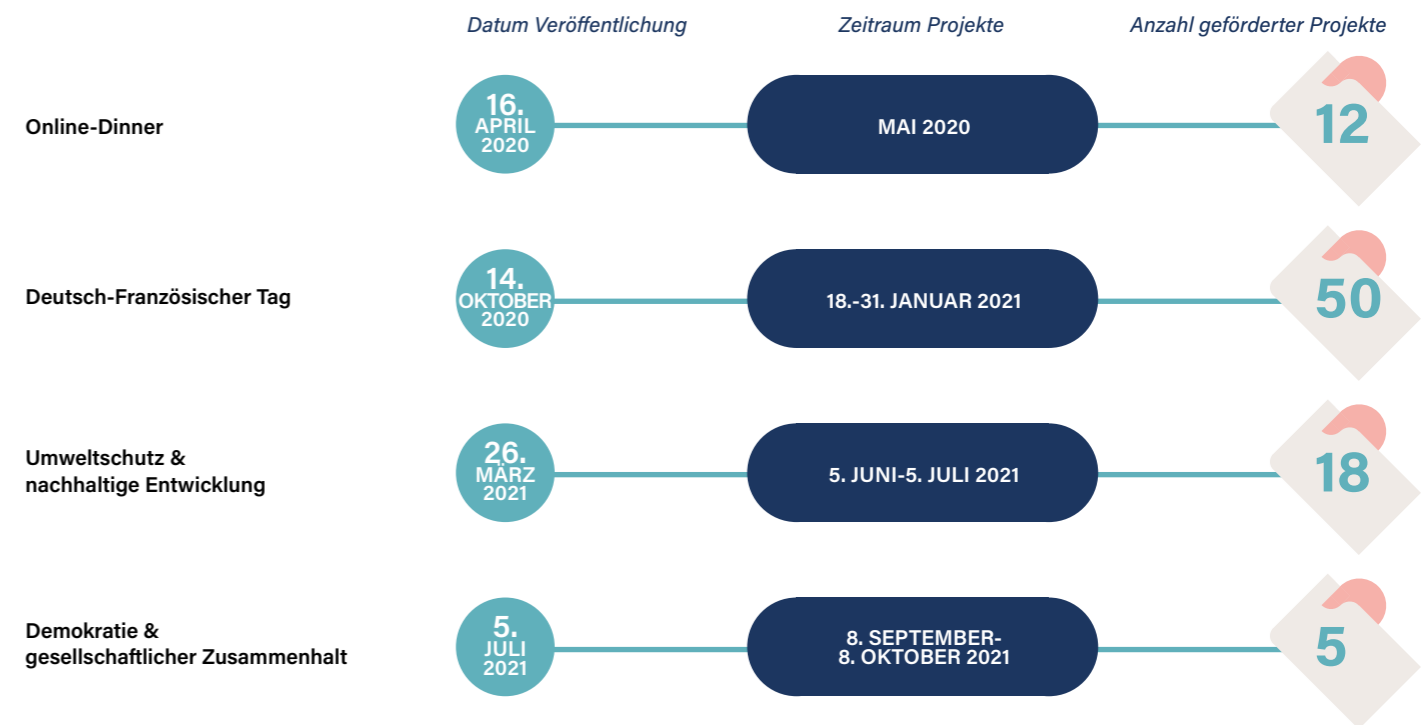 Datum Veröffentlichung
Zeitraum Projekte
Anzahl geförderter Projekte
Online-Dinner
16.
APRIL
2020
MAI 2020
12
Deutsch-Französischer Tag
14.
OKTOBER
2020
18.-31. JANUAR 2021
50
Umweltschutz &
nachhaltige Entwicklung
26.
MÄRZ
2021
5. JUNI-5. JULI 2021
18
Demokratie &
gesellschaftlicher Zusammenhalt
5.
JULI
2021
8. SEPTEMBER-
8. OKTOBER 2021
5